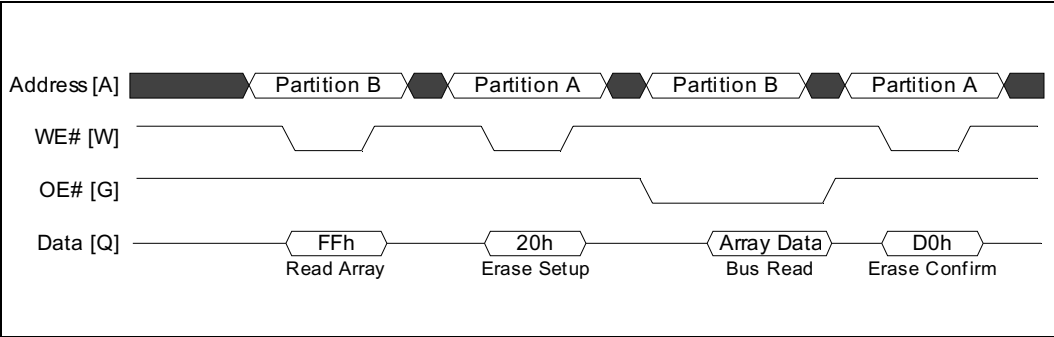 Address [A] Partition B Partition A Partition B Partition A
WE# [W]
OE# [G]
Data [Q] FFh 20h Array Data D0h
Read Array Erase Setup Bus Read Erase Confirm